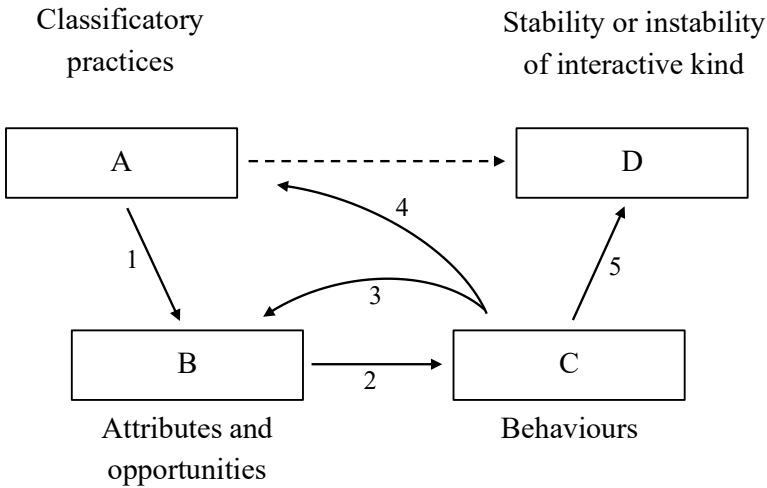 Classificatory
practices
Stability or instability
of interactive kind
A
D
4
1
5
3
B
C
2
Attributes and
opportunities
Behaviours